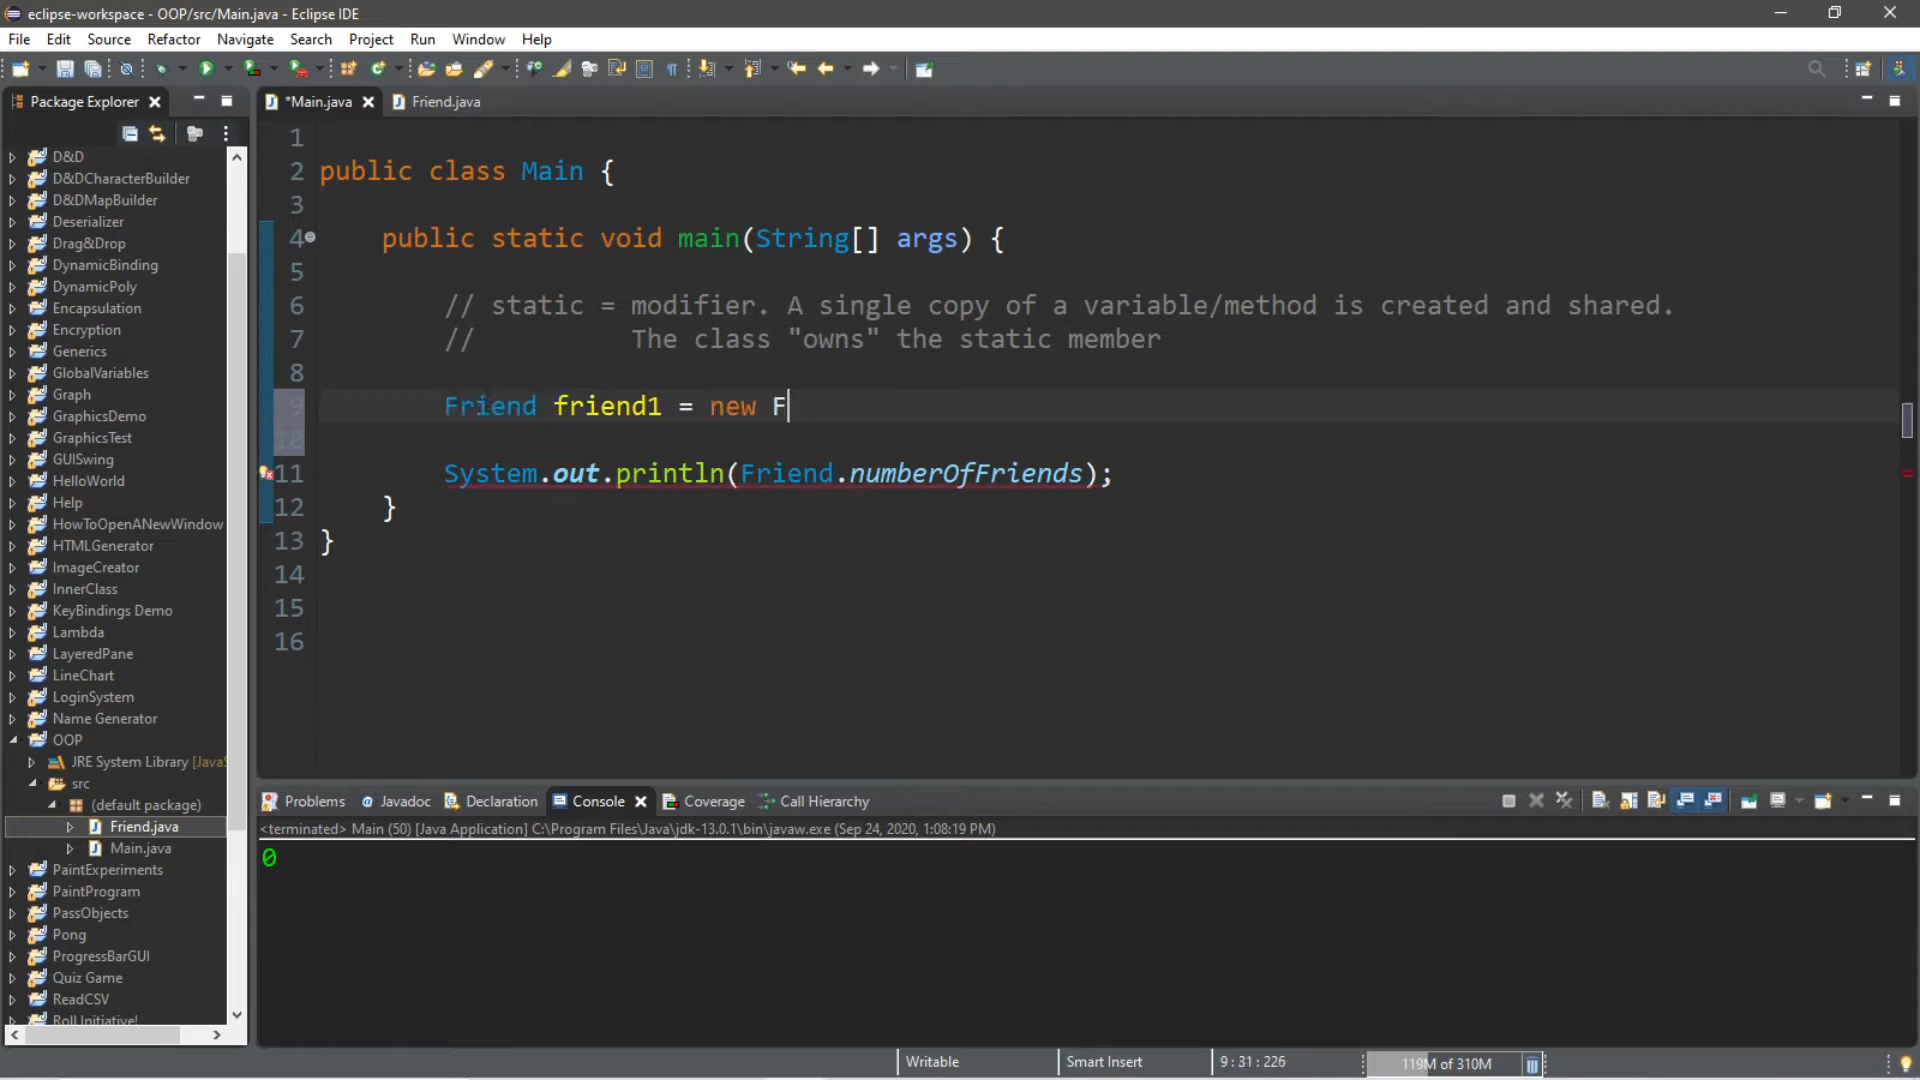 eclipse-workspace - OOP/src/Main.java - Eclipse IDE
File Edit Source Refactor Navigate Search Project Run Window Help
Package Explorer
*Main.java Friend.java
D&D
D&DCharacterBuilder
D&DMapBuilder
Deserializer
Drag&Drop
DynamicBinding
DynamicPoly
Encapsulation
Encryption
Generics
GlobalVariables
Graph
GraphicsDemo
GraphicsTest
GUISwing
HelloWorld
Help
HowToOpenANewWindow
HTMLGenerator
ImageCreator
InnerClass
KeyBindings Demo
Lambda
LayeredPane
LineChart
LoginSystem
Name Generator
OOP
JRE System Library [JavaS
src
(default package)
Friend.java
Main.java
PaintExperiments
PaintProgram
PassObjects
Pong
ProgressBarGUI
Quiz Game
ReadCSV
RollInitiative!
1
2 public class Main {
3
4 public static void main(String[] args) {
5
6 // static = modifier. A single copy of a variable/method is created and shared.
7 // The class "owns" the static member
8
9 Friend friend1 = new F
10
11 System.out.println(Friend.numberOfFriends);
12 }
13 }
14
15
16
Problems @ Javadoc Declaration Console Coverage Call Hierarchy
<terminated> Main (50) [Java Application] C:\Program Files\Java\jdk-13.0.1\bin\javaw.exe (Sep 24, 2020, 1:08:19 PM)
0
Writable Smart Insert 9 : 31 : 226 119M of 310M